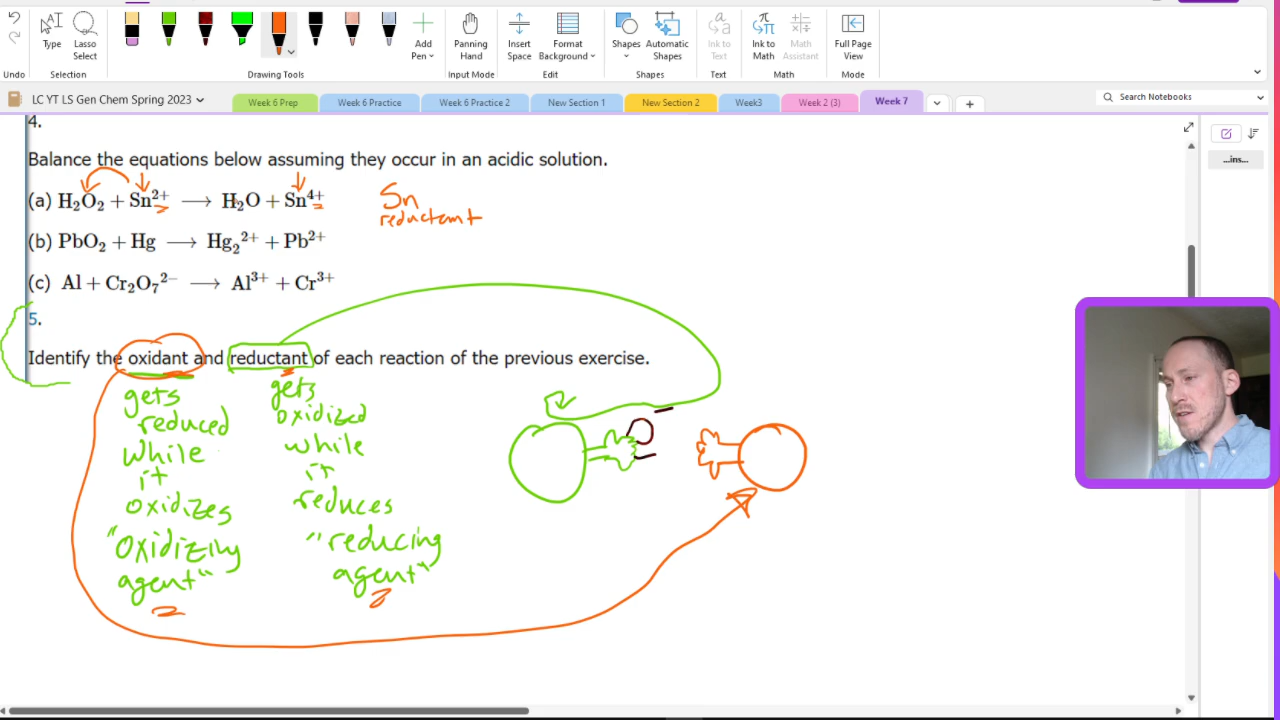 Type
Lasso Select
Add Pen
Panning Hand
Insert Space
Format Background
Shapes
Automatic Shapes
Ink to Text
Ink to Math
Math Assistant
Full Page View
Undo
Selection
Drawing Tools
Input Mode
Edit
Shapes
Text
Math
Mode
LC YT LS Gen Chem Spring 2023
Week 6 Prep
Week 6 Practice
Week 6 Practice 2
New Section 1
New Section 2
Week3
Week 2 (3)
Week 7
Search Notebooks
...ins...
4.
Balance the equations below assuming they occur in an acidic solution.
(a) H₂O₂ + Sn²⁺ ⟶ H₂O + Sn⁴⁺
Sn
reductant
(b) PbO₂ + Hg ⟶ Hg₂²⁺ + Pb²⁺
(c) Al + Cr₂O₇²⁻ ⟶ Al³⁺ + Cr³⁺
5.
Identify the oxidant and reductant of each reaction of the previous exercise.
gets
reduced
while
it
oxidizes
"oxidizing
agent"
gets
oxidized
while
it
reduces
"reducing
agent"